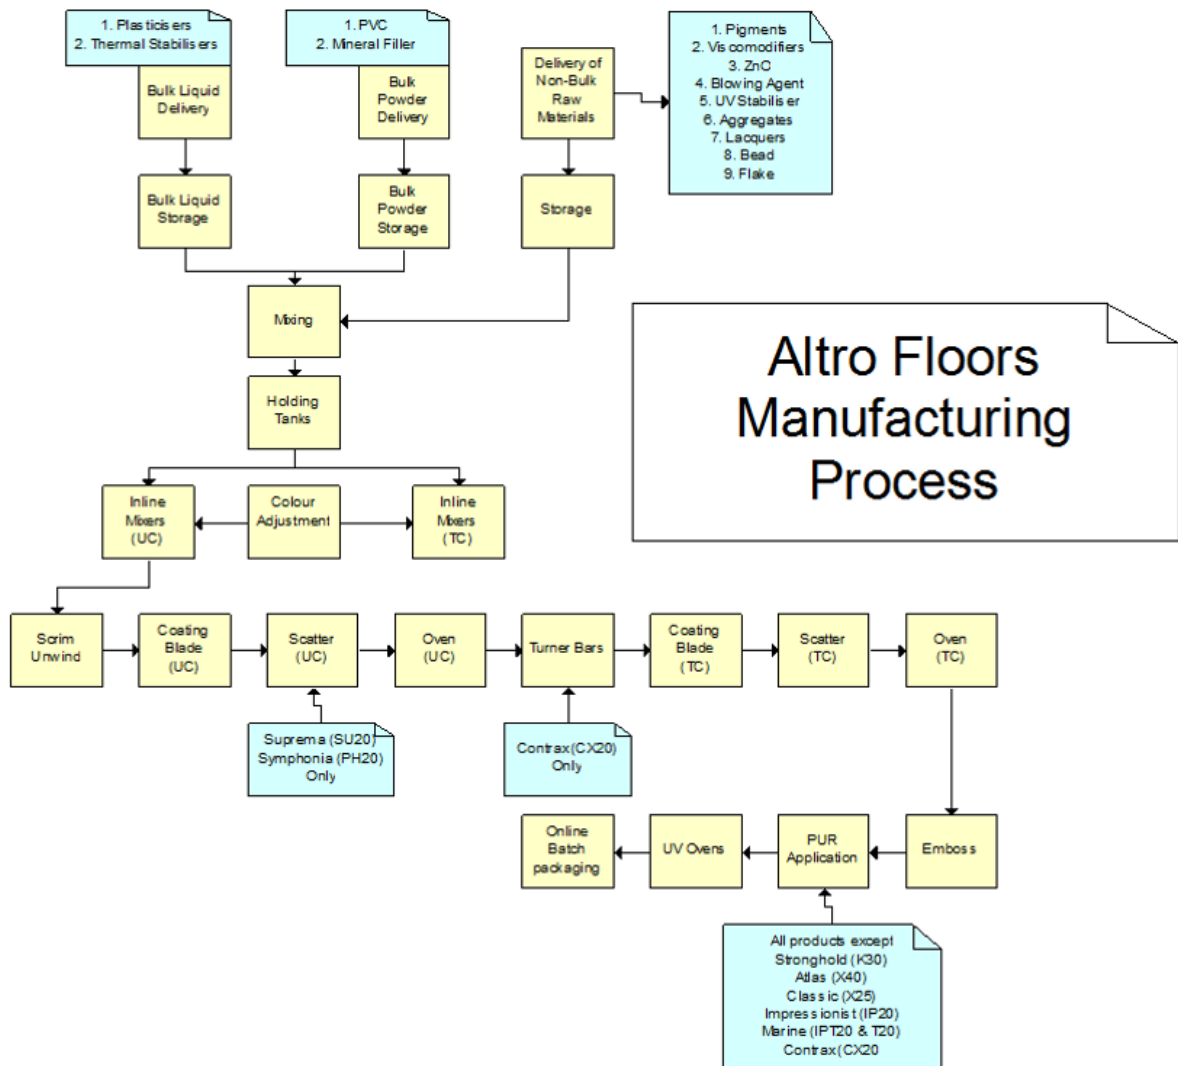 1. Plasticisers
2. Thermal Stabilisers
1. PVC
2. Mineral Filler
1. Pigments
2. Viscomodifiers
3. ZnO
4. Blowing Agent
5. UV Stabiliser
6. Aggregates
7. Lacquers
8. Bead
9. Flake
Bulk Liquid
Delivery
Bulk
Powder
Delivery
Delivery of
Non-Bulk
Raw
Materials
Bulk Liquid
Storage
Bulk
Powder
Storage
Storage
Mixing
Altro Floors
Manufacturing
Process
Holding
Tanks
Inline
Mixers
(UC)
Colour
Adjustment
Inline
Mixers
(TC)
Scrim
Unwind
Coating
Blade
(UC)
Scatter
(UC)
Oven
(UC)
Turner Bars
Coating
Blade
(TC)
Scatter
(TC)
Oven
(TC)
Suprema (SU20)
Symphonia (PH20)
Only
Contrax(CX20)
Only
Online
Batch
packaging
UV Ovens
PUR
Application
Emboss
All products except
Stronghold (K30)
Atlas (X40)
Classic (X25)
Impressionist (IP20)
Marine (IPT20 & T20)
Contrax(CX20